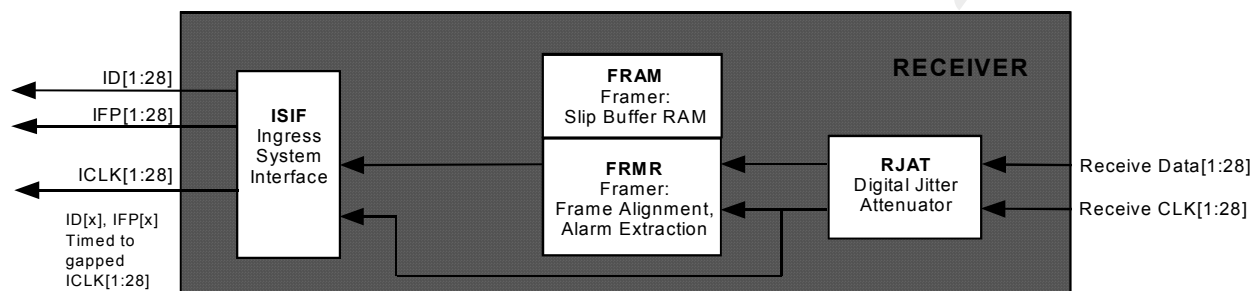 RECEIVER
ID[1:28]
IFP[1:28]
ICLK[1:28]
ID[x], IFP[x]
Timed to
gapped
ICLK[1:28]
ISIF
Ingress
System
Interface
FRAM
Framer:
Slip Buffer RAM
FRMR
Framer:
Frame Alignment,
Alarm Extraction
RJAT
Digital Jitter
Attenuator
Receive Data[1:28]
Receive CLK[1:28]